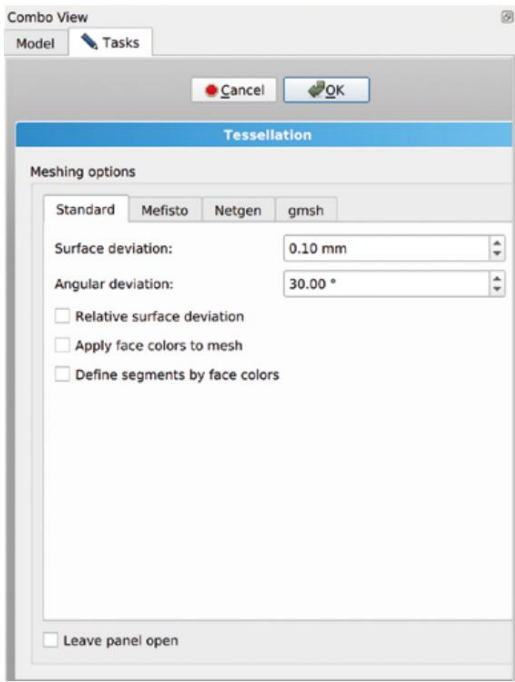 Combo View
Model Tasks
Cancel OK
Tessellation
Meshing options
Standard Mefisto Netgen gmsh
Surface deviation: 0.10 mm
Angular deviation: 30.00 °
Relative surface deviation
Apply face colors to mesh
Define segments by face colors
Leave panel open